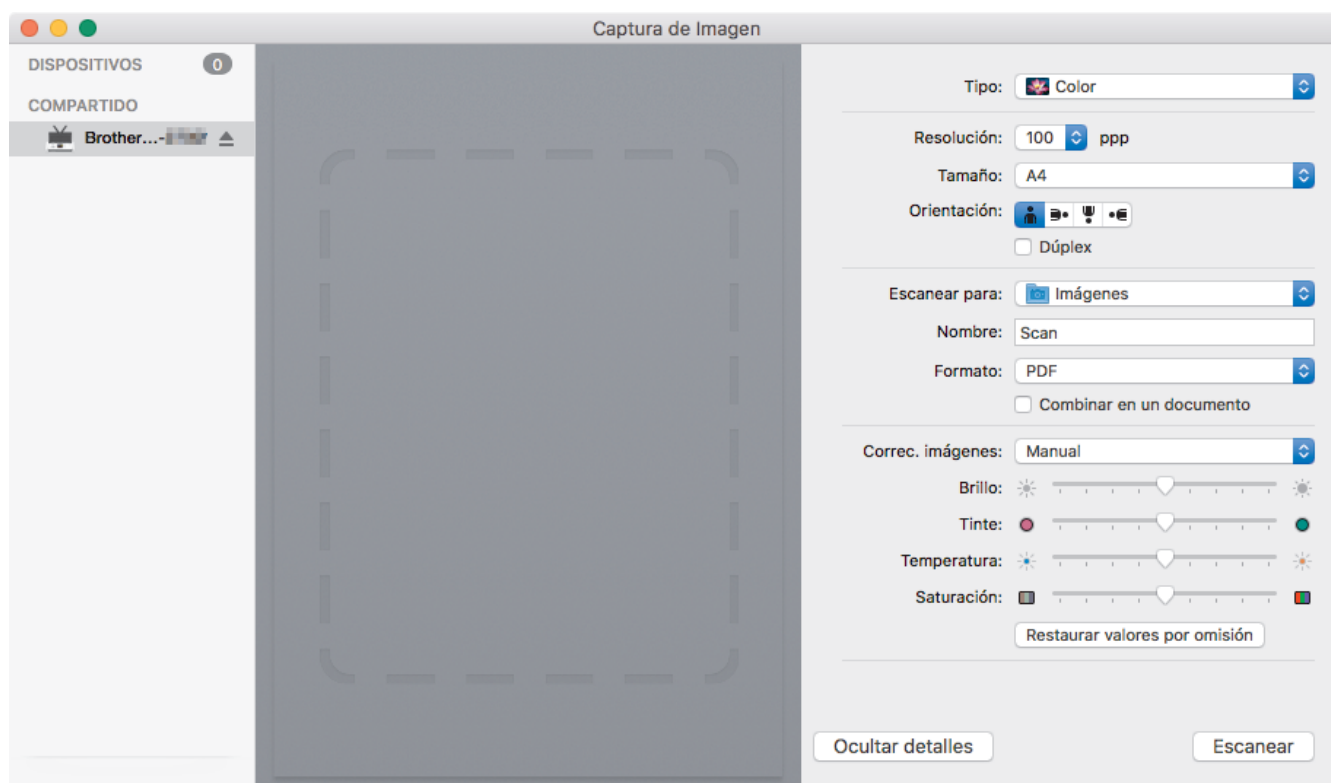 Captura de Imagen
DISPOSITIVOS 0
COMPARTIDO
Brother...-
Tipo: Color
Resolución: 100 ppp
Tamaño: A4
Orientación:
Dúplex
Escanear para: Imágenes
Nombre: Scan
Formato: PDF
Combinar en un documento
Correc. imágenes: Manual
Brillo:
Tinte:
Temperatura:
Saturación:
Restaurar valores por omisión
Ocultar detalles Escanear